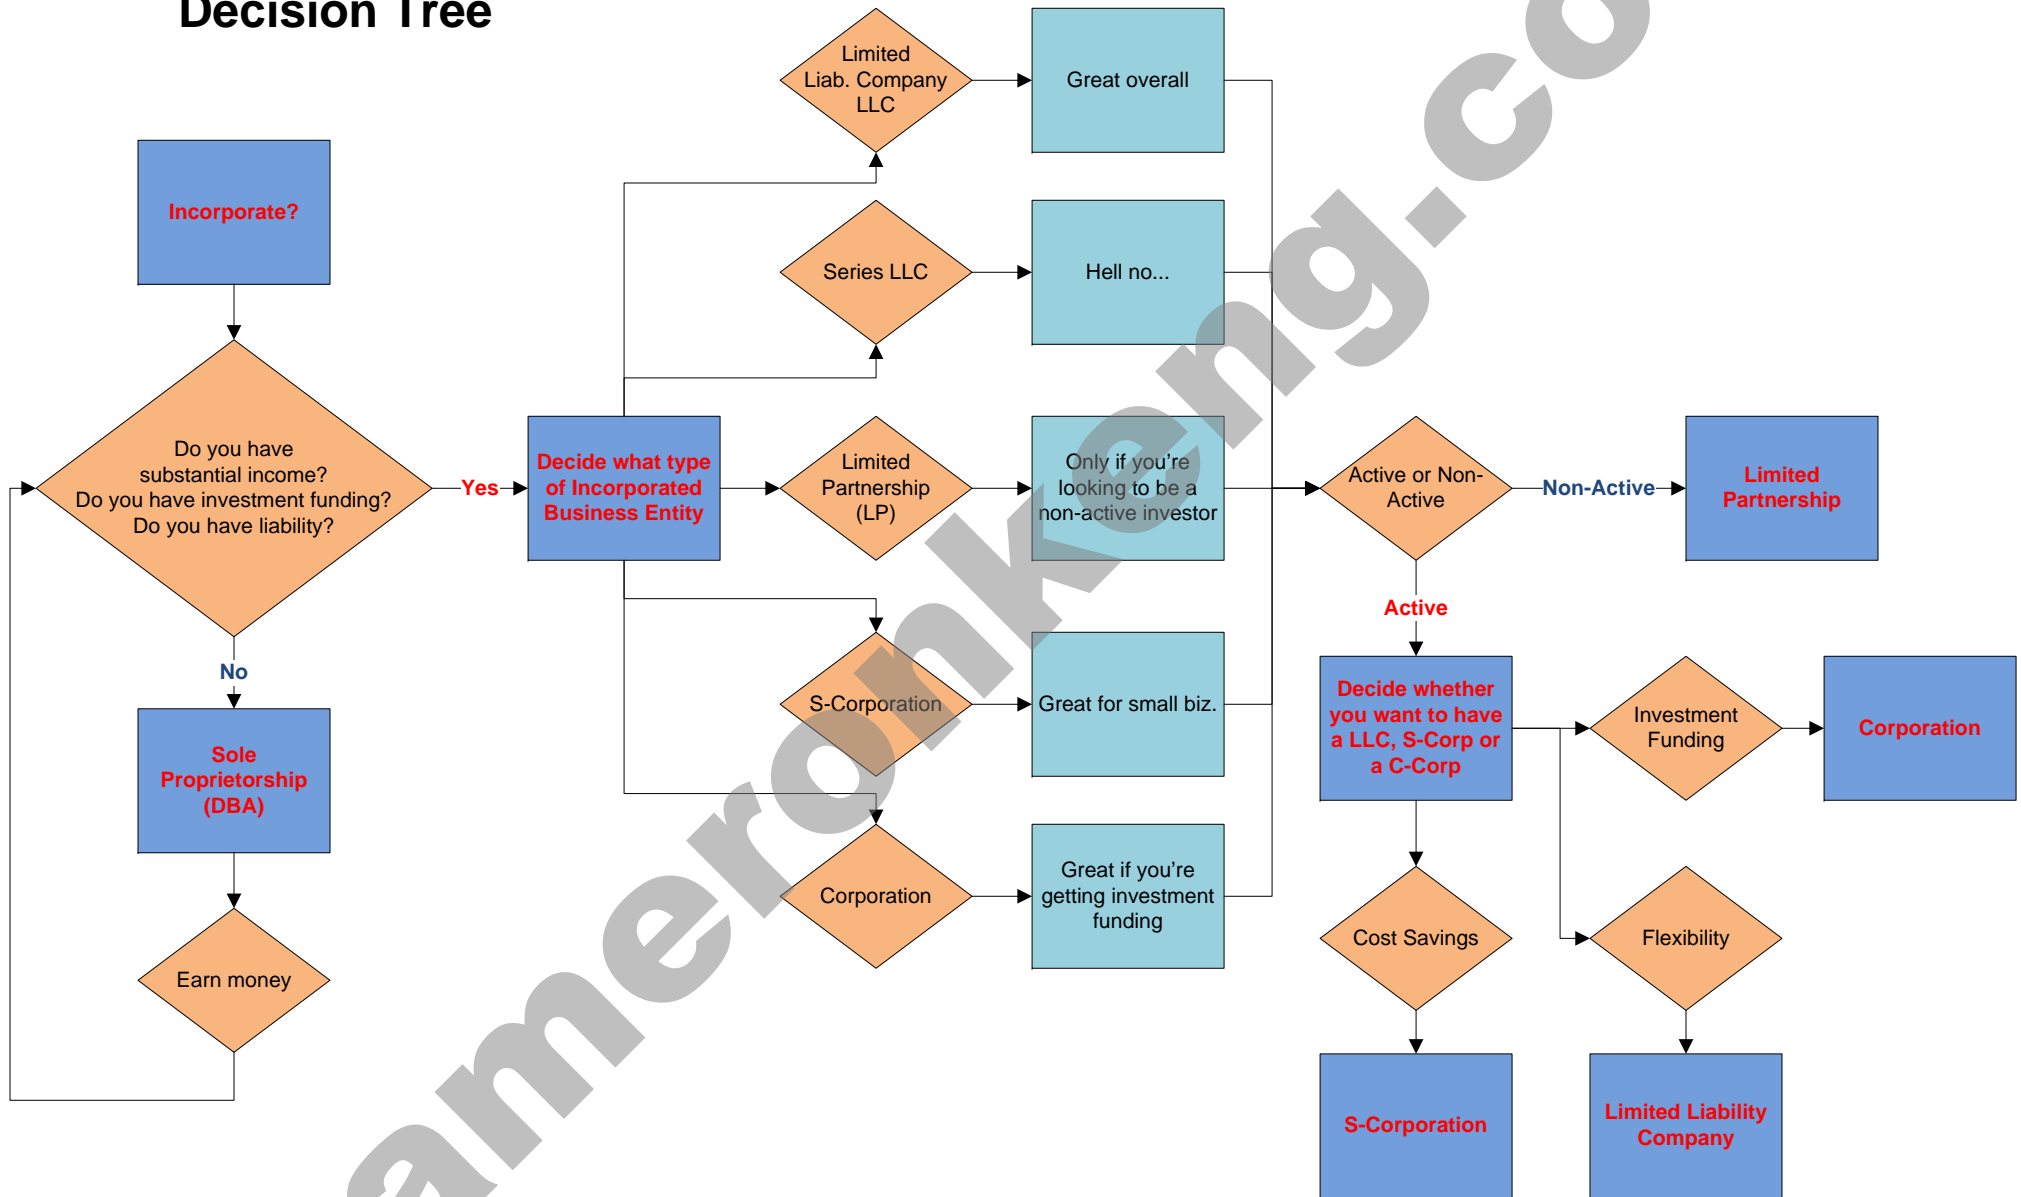 Decision Tree
Incorporate?
Do you have
substantial income?
Do you have investment funding?
Do you have liability?
Yes
No
Sole
Proprietorship
(DBA)
Earn money
Decide what type
of Incorporated
Business Entity
Limited
Liab. Company
LLC
Great overall
Series LLC
Hell no...
Limited
Partnership
(LP)
Only if you’re
looking to be a
non-active investor
S-Corporation
Great for small biz.
Corporation
Great if you’re
getting investment
funding
Active or Non-
Active
Non-Active
Limited
Partnership
Active
Decide whether
you want to have
a LLC, S-Corp or
a C-Corp
Investment
Funding
Corporation
Cost Savings
Flexibility
S-Corporation
Limited Liability
Company
ameronkeng.co